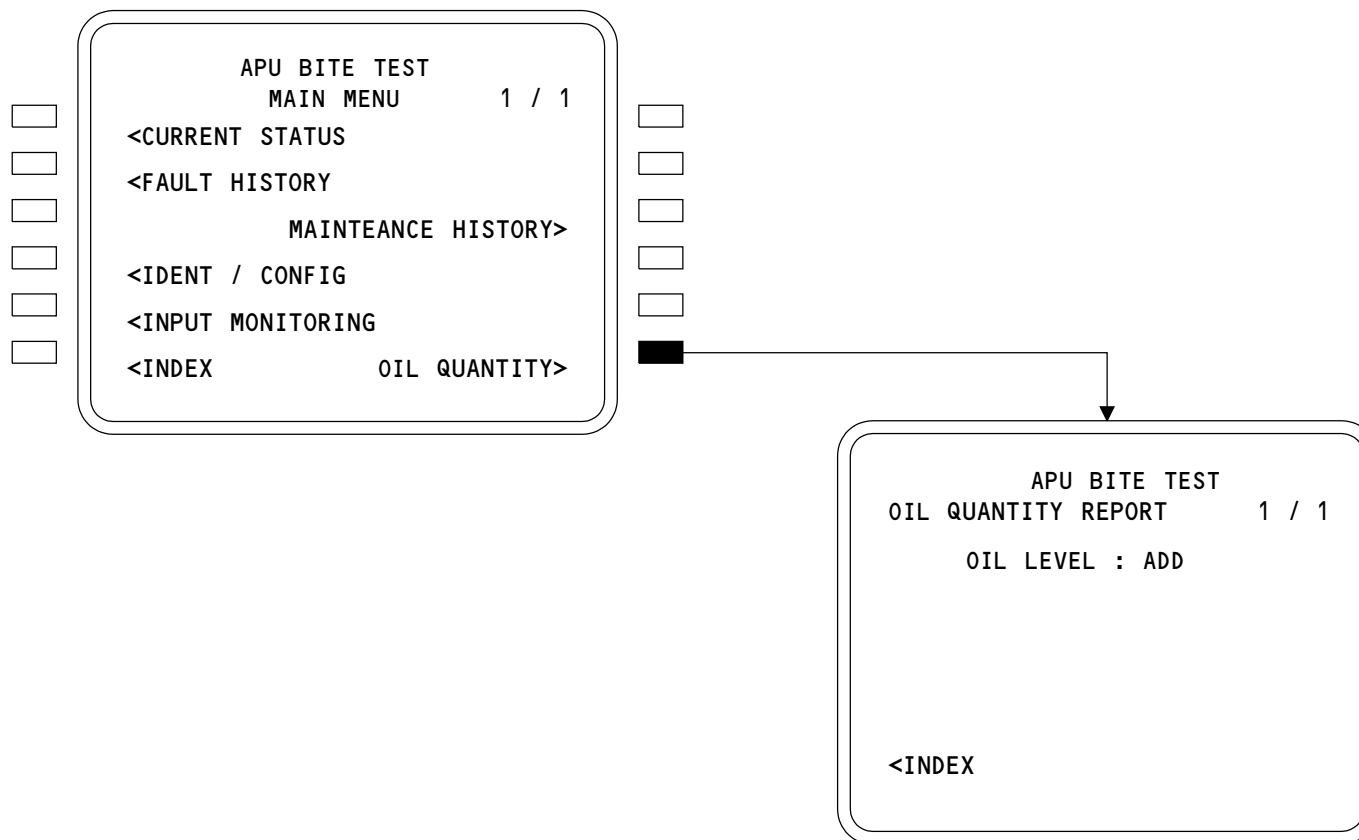 APU BITE TEST
MAIN MENU 1 / 1
<CURRENT STATUS
<FAULT HISTORY
MAINTEANCE HISTORY>
<IDENT / CONFIG
<INPUT MONITORING
<INDEX OIL QUANTITY>
APU BITE TEST
OIL QUANTITY REPORT 1 / 1
OIL LEVEL : ADD
<INDEX